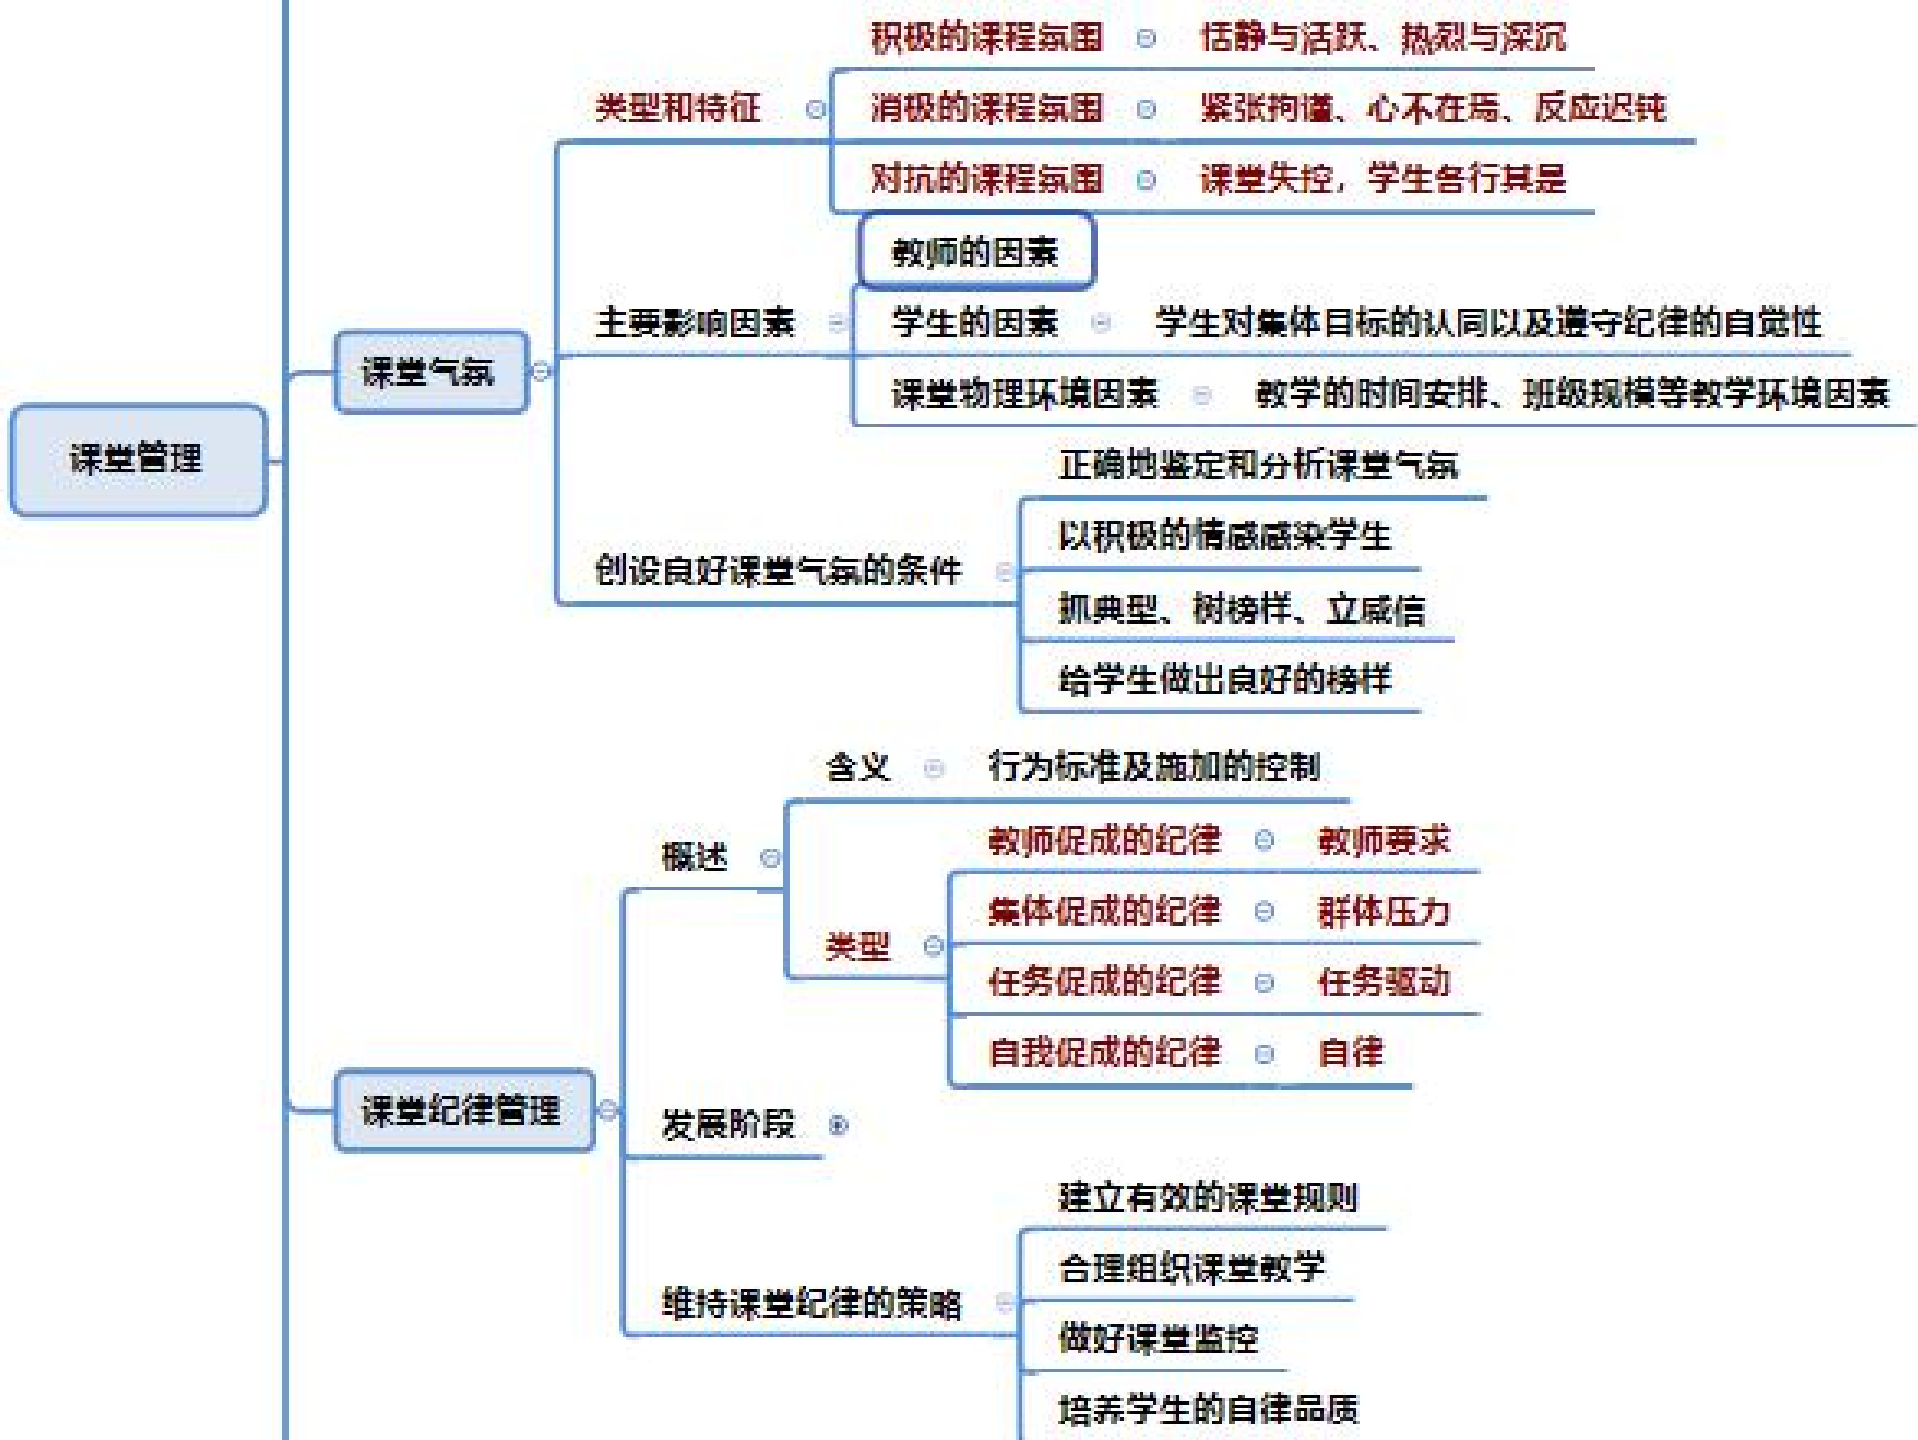 积极的课程氛围 恬静与活跃、热烈与深沉
类型和特征 消极的课程氛围 紧张拘谨、心不在焉、反应迟钝
对抗的课程氛围 课堂失控，学生各行其是
教师的因素
主要影响因素 学生的因素 学生对集体目标的认同以及遵守纪律的自觉性
课堂气氛
课堂物理环境因素 教学的时间安排、班级规模等教学环境因素
课堂管理
正确地鉴定和分析课堂气氛
以积极的情感感染学生
创设良好课堂气氛的条件
抓典型、树榜样、立威信
给学生做出良好的榜样
含义 行为标准及施加的控制
概述
教师促成的纪律 教师要求
集体促成的纪律 群体压力
类型
任务促成的纪律 任务驱动
自我促成的纪律 自律
课堂纪律管理
发展阶段
建立有效的课堂规则
合理组织课堂教学
维持课堂纪律的策略
做好课堂监控
培养学生的自律品质